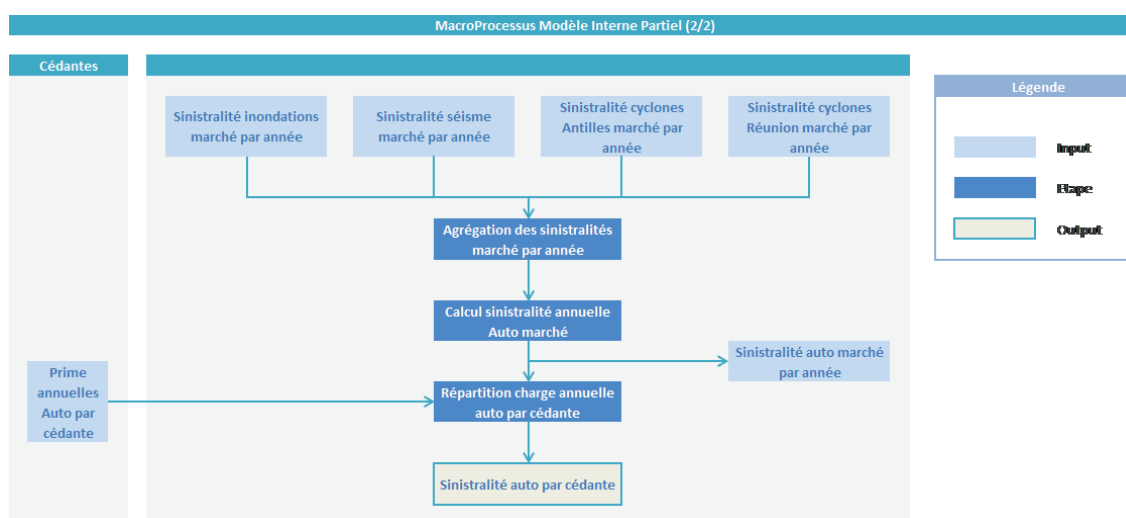 MacroProcessus Modèle Interne Partiel (2/2)
Cédantes
Sinistralité inondations
marché par année
Sinistralité séisme
marché par année
Sinistralité cyclones
Antilles marché par
année
Sinistralité cyclones
Réunion marché par
année
Légende
Input
Etape
Output
Agrégation des sinistralités
marché par année
Calcul sinistralité annuelle
Auto marché
Sinistralité auto marché
par année
Prime
annuelles
Auto par
cédante
Répartition charge annuelle
auto par cédante
Sinistralité auto par cédante